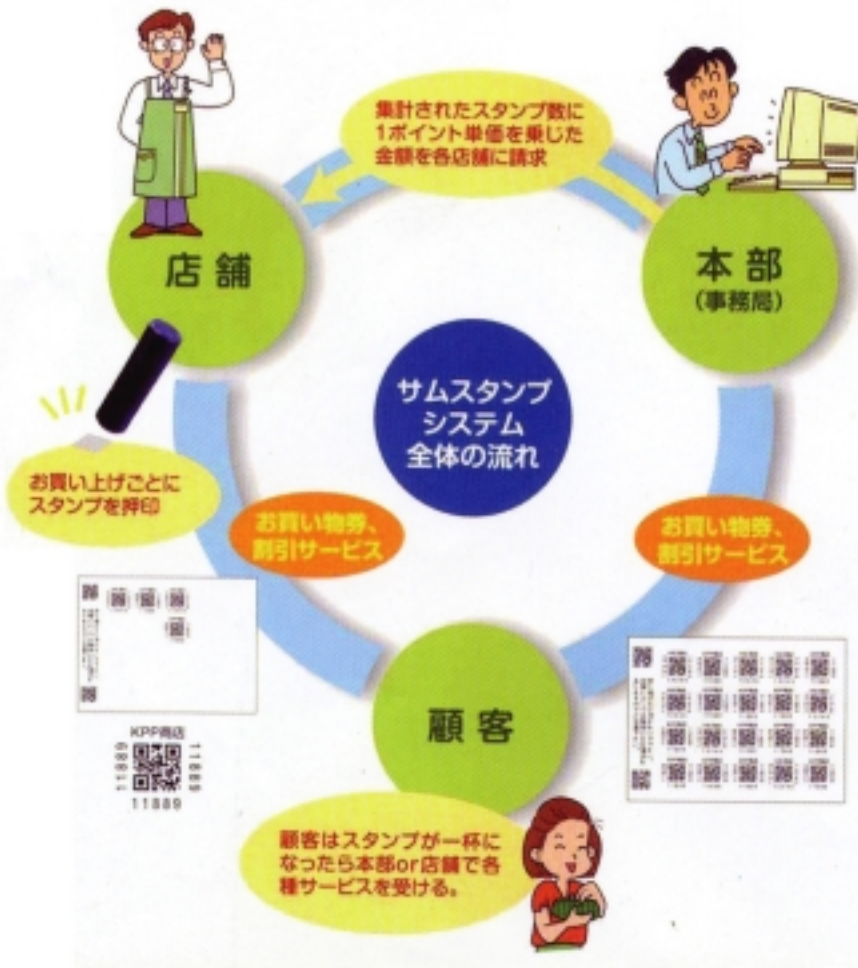 集計されたスタンプ数に
1ポイント単価を乗じた
金額を各店舗に請求
店舗
本部
(事務局)
サムスタンプ
システム
全体の流れ
お買い上げごとに
スタンプを押印
お買い物券、
割引サービス
お買い物券、
割引サービス
顧客
KPP商店
11889
11889
11889
顧客はスタンプが一杯に
なったら本部or店舗で各
種サービスを受ける。